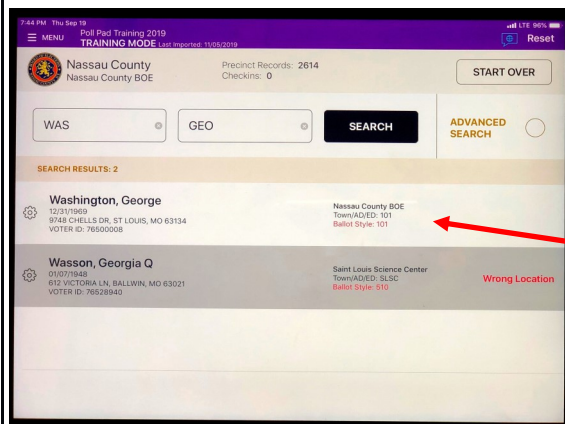 7:44 PM Thu Sep 19
LTE 96%
MENU
Poll Pad Training 2019
TRAINING MODE Last Imported: 11/05/2019
Reset
Nassau County
Nassau County BOE
Precinct Records: 2614
Checkins: 0
START OVER
WAS
GEO
SEARCH
ADVANCED
SEARCH
SEARCH RESULTS: 2
Washington, George
12/31/1969
9748 CHELLS DR, ST LOUIS, MO 63134
VOTER ID: 76500008
Nassau County BOE
Town/AD/ED: 101
Ballot Style: 101
Wasson, Georgia Q
01/07/1948
612 VICTORIA LN, BALLWIN, MO 63021
VOTER ID: 76528940
Saint Louis Science Center
Town/AD/ED: SLSC
Ballot Style: 510
Wrong Location